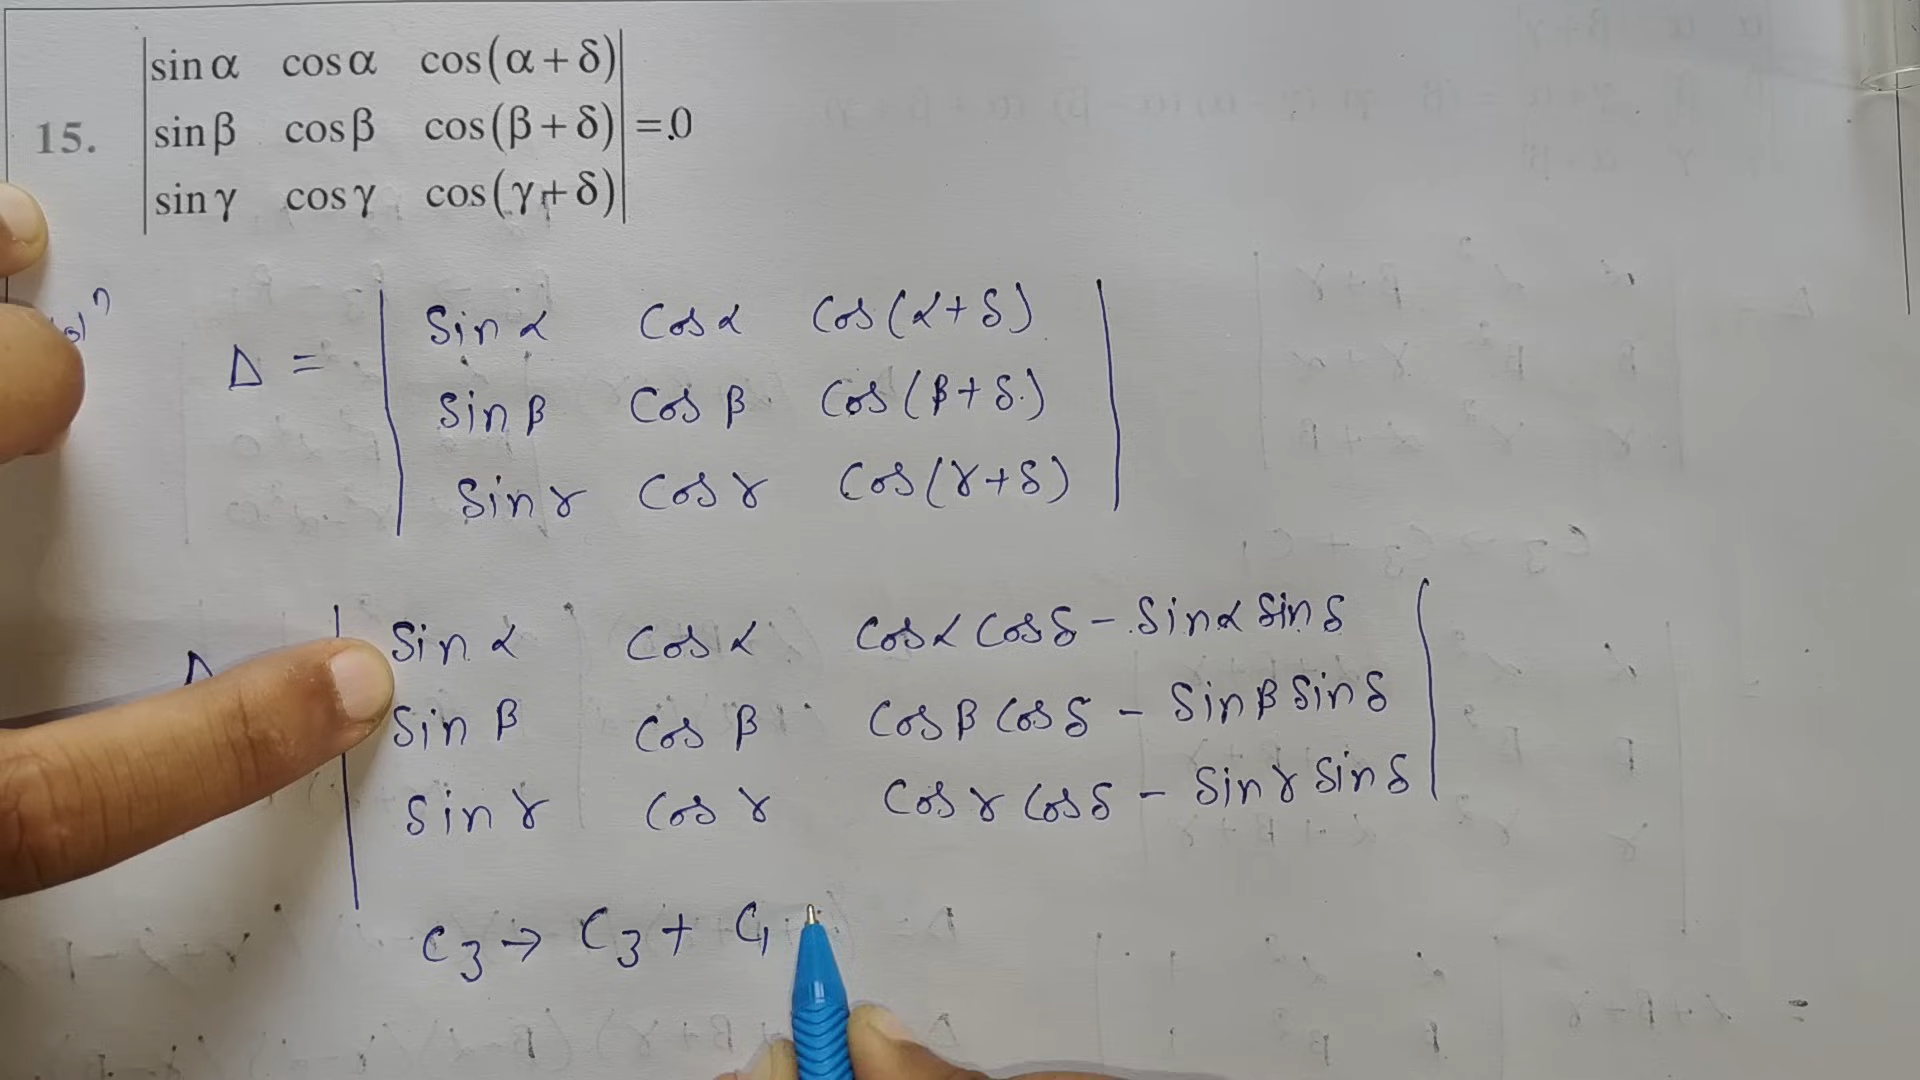 sin α cos α cos(α + δ)
15. sin β cos β cos(β + δ) = 0
sin γ cos γ cos(γ + δ)
Sin α Cos α Cos (α + δ)
Δ = Sin β Cos β Cos (β + δ)
Sin γ Cos γ Cos (γ + δ)
Sin α Cos α Cos α Cos δ - Sin α Sin δ
Sin β Cos β Cos β Cos δ - Sin β Sin δ
Sin γ Cos γ Cos γ Cos δ - Sin γ Sin δ
C3 → C3 + C1